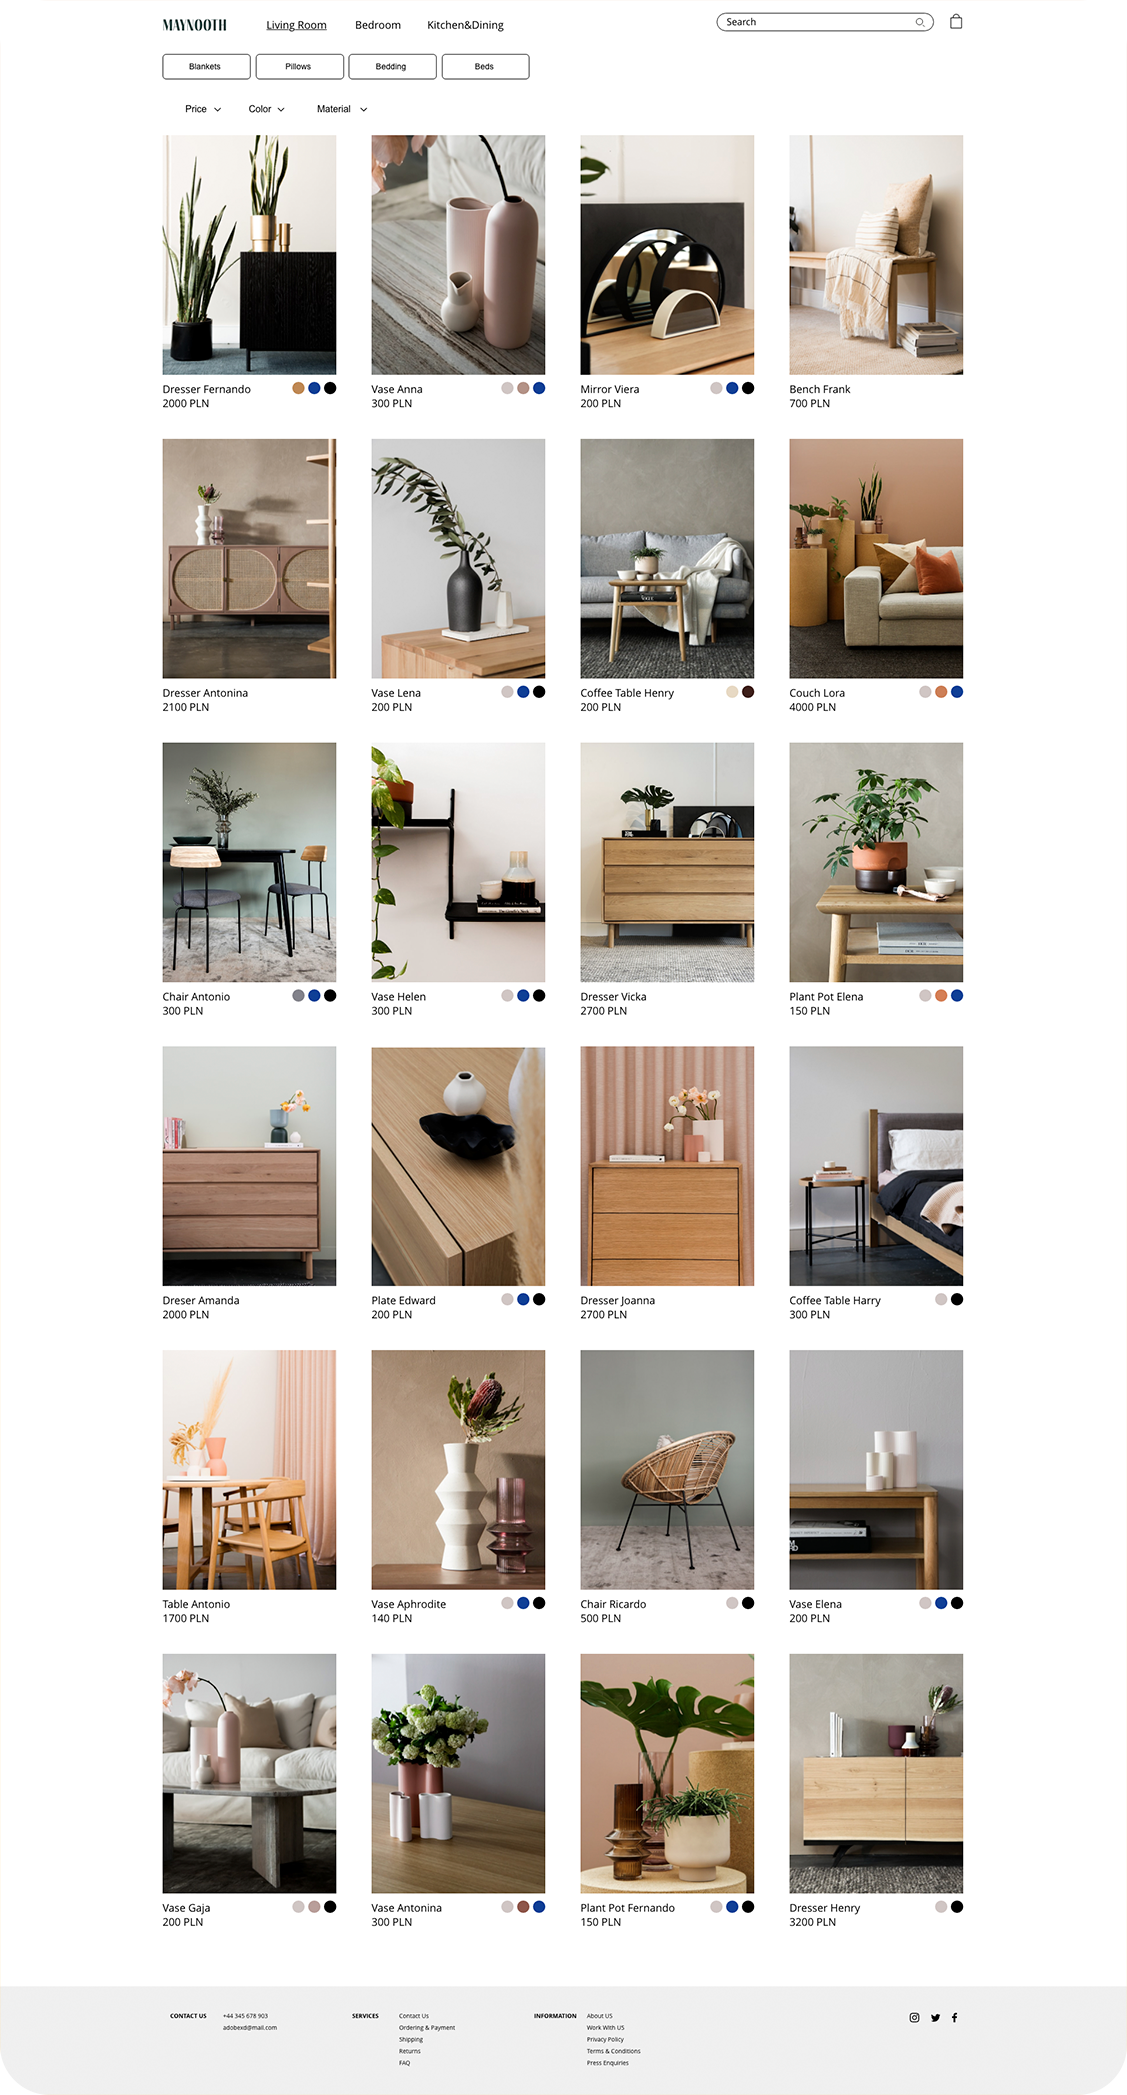 MAYNOOTH
Living Room
Bedroom
Kitchen&Dining
Search
Blankets
Pillows
Bedding
Beds
Price
Color
Material
Dresser Fernando
2000 PLN
Vase Anna
300 PLN
Mirror Viera
200 PLN
Bench Frank
700 PLN
Dresser Antonina
2100 PLN
Vase Lena
200 PLN
Coffee Table Henry
200 PLN
Couch Lora
4000 PLN
Chair Antonio
300 PLN
Vase Helen
300 PLN
Dresser Vicka
2700 PLN
Plant Pot Elena
150 PLN
Dreser Amanda
2000 PLN
Plate Edward
200 PLN
Dresser Joanna
2700 PLN
Coffee Table Harry
300 PLN
Table Antonio
1700 PLN
Vase Aphrodite
140 PLN
Chair Ricardo
500 PLN
Vase Elena
200 PLN
Vase Gaja
200 PLN
Vase Antonina
300 PLN
Plant Pot Fernando
150 PLN
Dresser Henry
3200 PLN
CONTACT US
+44 345 678 903
adobexd@mail.com
SERVICES
Contact Us
Ordering & Payment
Shipping
Returns
FAQ
INFORMATION
About US
Work With US
Privacy Policy
Terms & Conditions
Press Enquiries